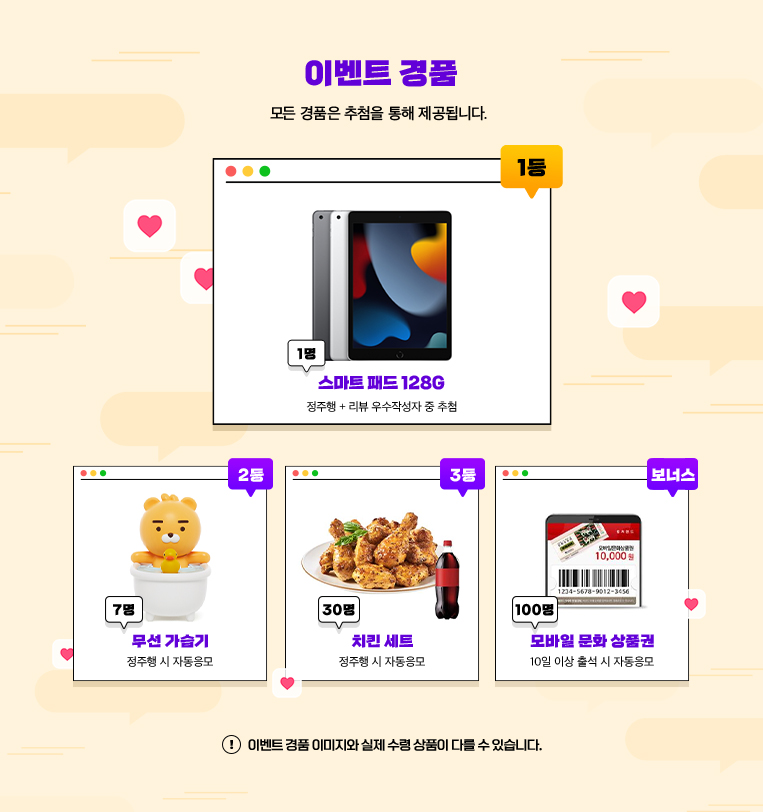 이벤트 경품
모든 경품은 추첨을 통해 제공됩니다.
1등
1명
스마트 패드 128G
정주행 + 리뷰 우수작성자 중 추첨
2등
7명
무선 가습기
정주행 시 자동응모
3등
30명
치킨 세트
정주행 시 자동응모
보너스
모바일문화상품권
10,000 원
1234-5678-9012-3456
100명
모바일 문화 상품권
10일 이상 출석 시 자동응모
! 이벤트 경품 이미지와 실제 수령 상품이 다를 수 있습니다.